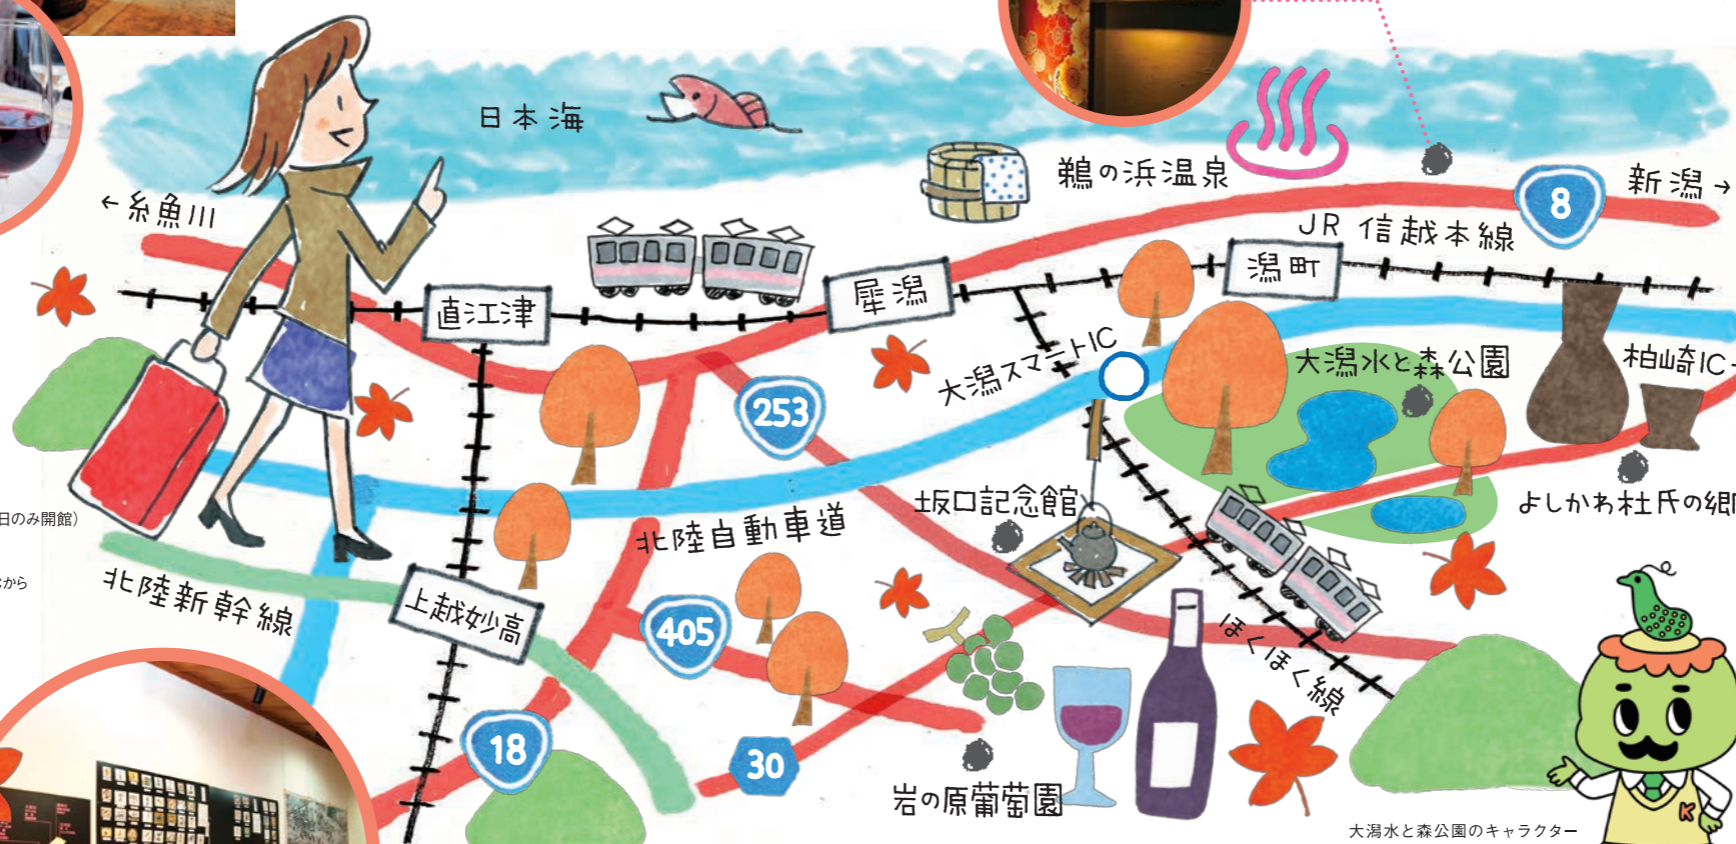 日本海
鵜の浜温泉
←糸魚川
8
新潟→
JR 信越本線
直江津
犀潟
潟町
大潟スマートIC
大潟水と森公園
柏崎IC
253
坂口記念館
よしかわ杜氏の郷
日のみ開館）
北陸自動車道
から
北陸新幹線
上越妙高
405
ほくほく線
18
30
岩の原葡萄園
K
大潟水と森公園のキャラクター